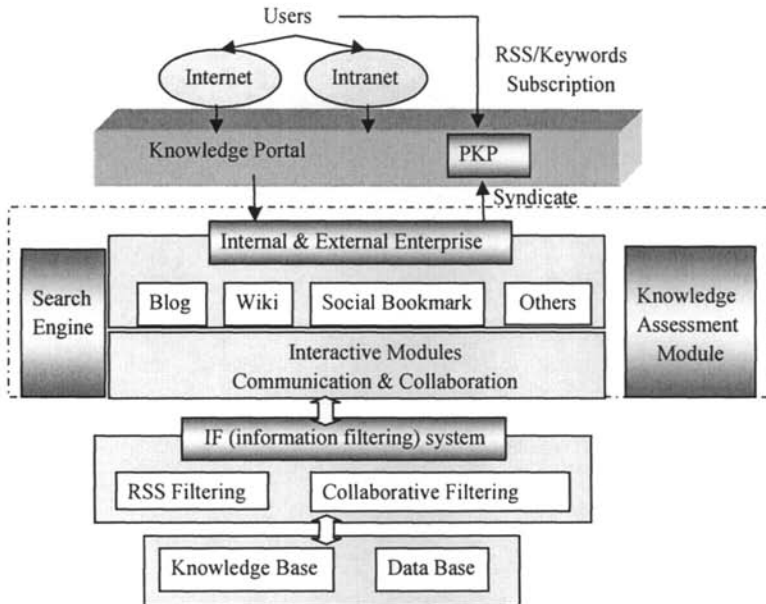 Users
Internet
Intranet
RSS/Keywords
Subscription
Knowledge Portal
PKP
Syndicate
Internal & External Enterprise
Search
Engine
Blog
Wiki
Social Bookmark
Others
Knowledge
Assessment
Module
Interactive Modules
Communication & Collaboration
IF (information filtering) system
RSS Filtering
Collaborative Filtering
Knowledge Base
Data Base